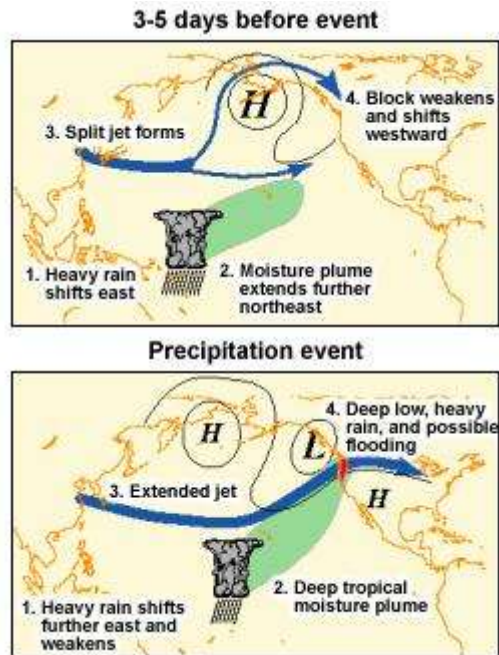 3-5 days before event
H
4. Block weakens
and shifts
westward
3. Split jet forms
1. Heavy rain
shifts east
2. Moisture plume
extends further
northeast
Precipitation event
H
L
4. Deep low, heavy
rain, and possible
flooding
3. Extended jet
H
2. Deep tropical
moisture plume
1. Heavy rain shifts
further east and
weakens